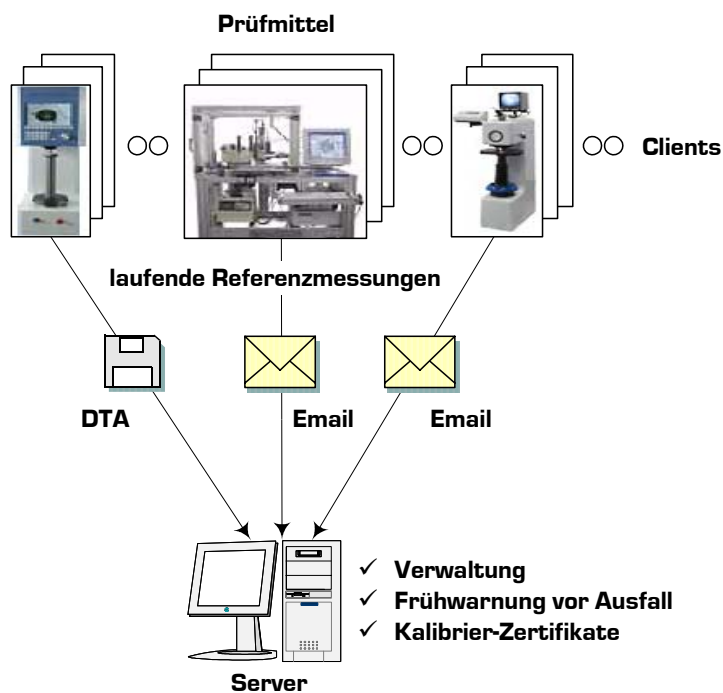 Prüfmittel
Clients
laufende Referenzmessungen
DTA
Email
Email
✓ Verwaltung
✓ Frühwarnung vor Ausfall
✓ Kalibrier-Zertifikate
Server